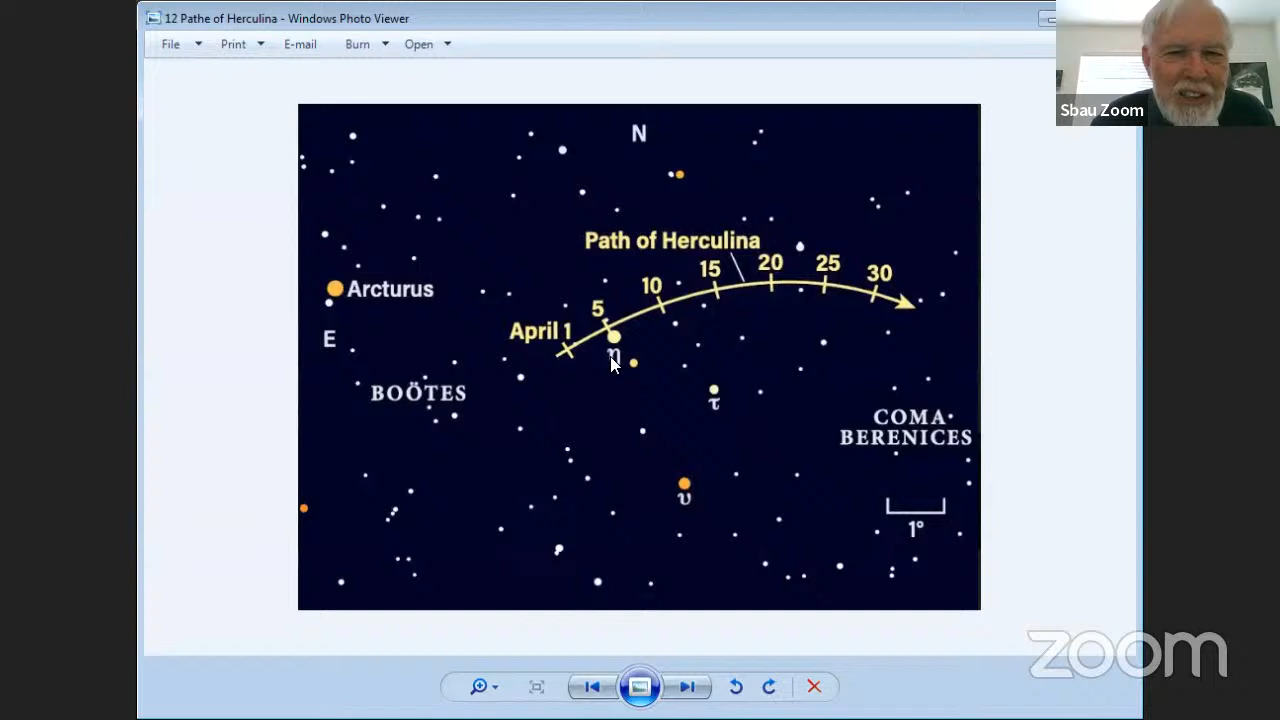 12 Pathe of Herculina - Windows Photo Viewer
File Print E-mail Burn Open
Sbau Zoom
N
Path of Herculina
April 1 5 10 15 20 25 30
Arcturus
E
η
BOÖTES
τ
COMA
BERENICES
υ
1°
zoom